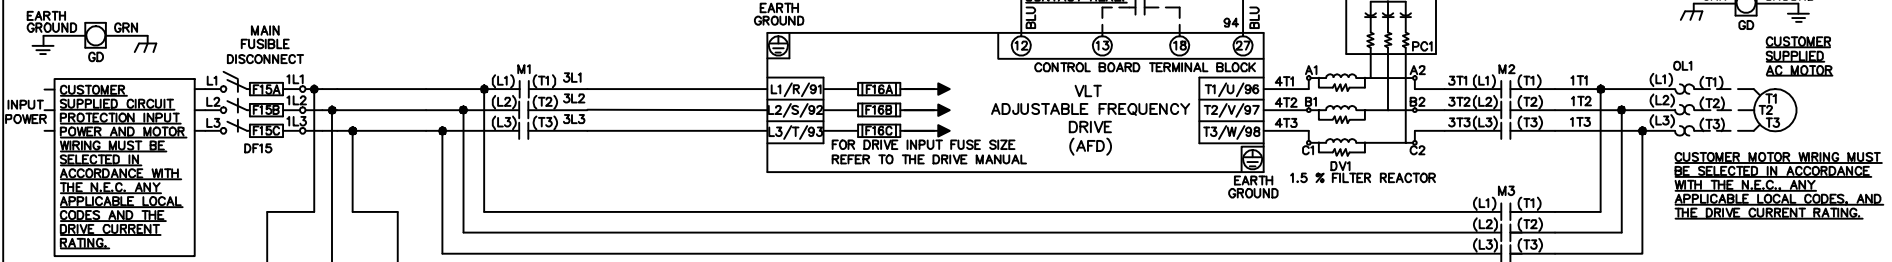 EARTH
GROUND
GRN
GD
MAIN
FUSIBLE
DISCONNECT
INPUT
POWER
CUSTOMER
SUPPLIED CIRCUIT
PROTECTION INPUT
POWER AND MOTOR
WIRING MUST BE
SELECTED IN
ACCORDANCE WITH
THE N.E.C. ANY
APPLICABLE LOCAL
CODES AND THE
DRIVE CURRENT
RATING.
L1 F15A 1L1
L2 F15B 1L2
L3 F15C 1L3
DF15
M1
(L1) (T1) 3L1
(L2) (T2) 3L2
(L3) (T3) 3L3
EARTH
GROUND
BLU
94
BLU
12 13 18 27
CONTROL BOARD TERMINAL BLOCK
L1/R/91 F16A
L2/S/92 F16B
L3/T/93 F16C
VLT
ADJUSTABLE FREQUENCY
DRIVE
(AFD)
FOR DRIVE INPUT FUSE SIZE
REFER TO THE DRIVE MANUAL
T1/U/96 4T1
T2/V/97 4T2
T3/W/98 4T3
EARTH
GROUND
PC1
A1 A2
B1 B2
C1 C2
DV1
1.5 % FILTER REACTOR
M2
3T1 (L1) (T1) 1T1
3T2 (L2) (T2) 1T2
3T3 (L3) (T3) 1T3
M3
(L1) (T1)
(L2) (T2)
(L3) (T3)
GD
CUSTOMER
SUPPLIED
AC MOTOR
OL1
(L1) (T1)
(L2) (T2)
(L3) (T3)
T1
T2
T3
CUSTOMER MOTOR WIRING MUST
BE SELECTED IN ACCORDANCE
WITH THE N.E.C., ANY
APPLICABLE LOCAL CODES, AND
THE DRIVE CURRENT RATING.